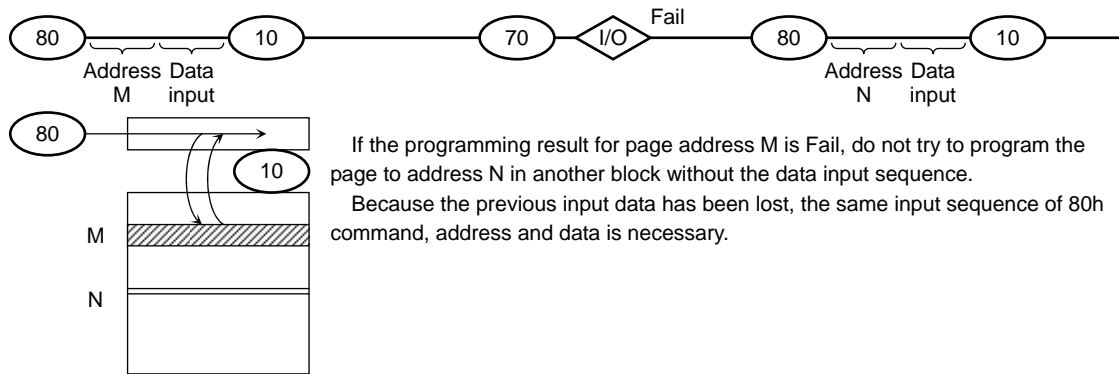 80 10 70 I/O Fail 80 10
Address Data Address Data
M input N input
80
10
If the programming result for page address M is Fail, do not try to program the
page to address N in another block without the data input sequence.
Because the previous input data has been lost, the same input sequence of 80h
command, address and data is necessary.
M
N